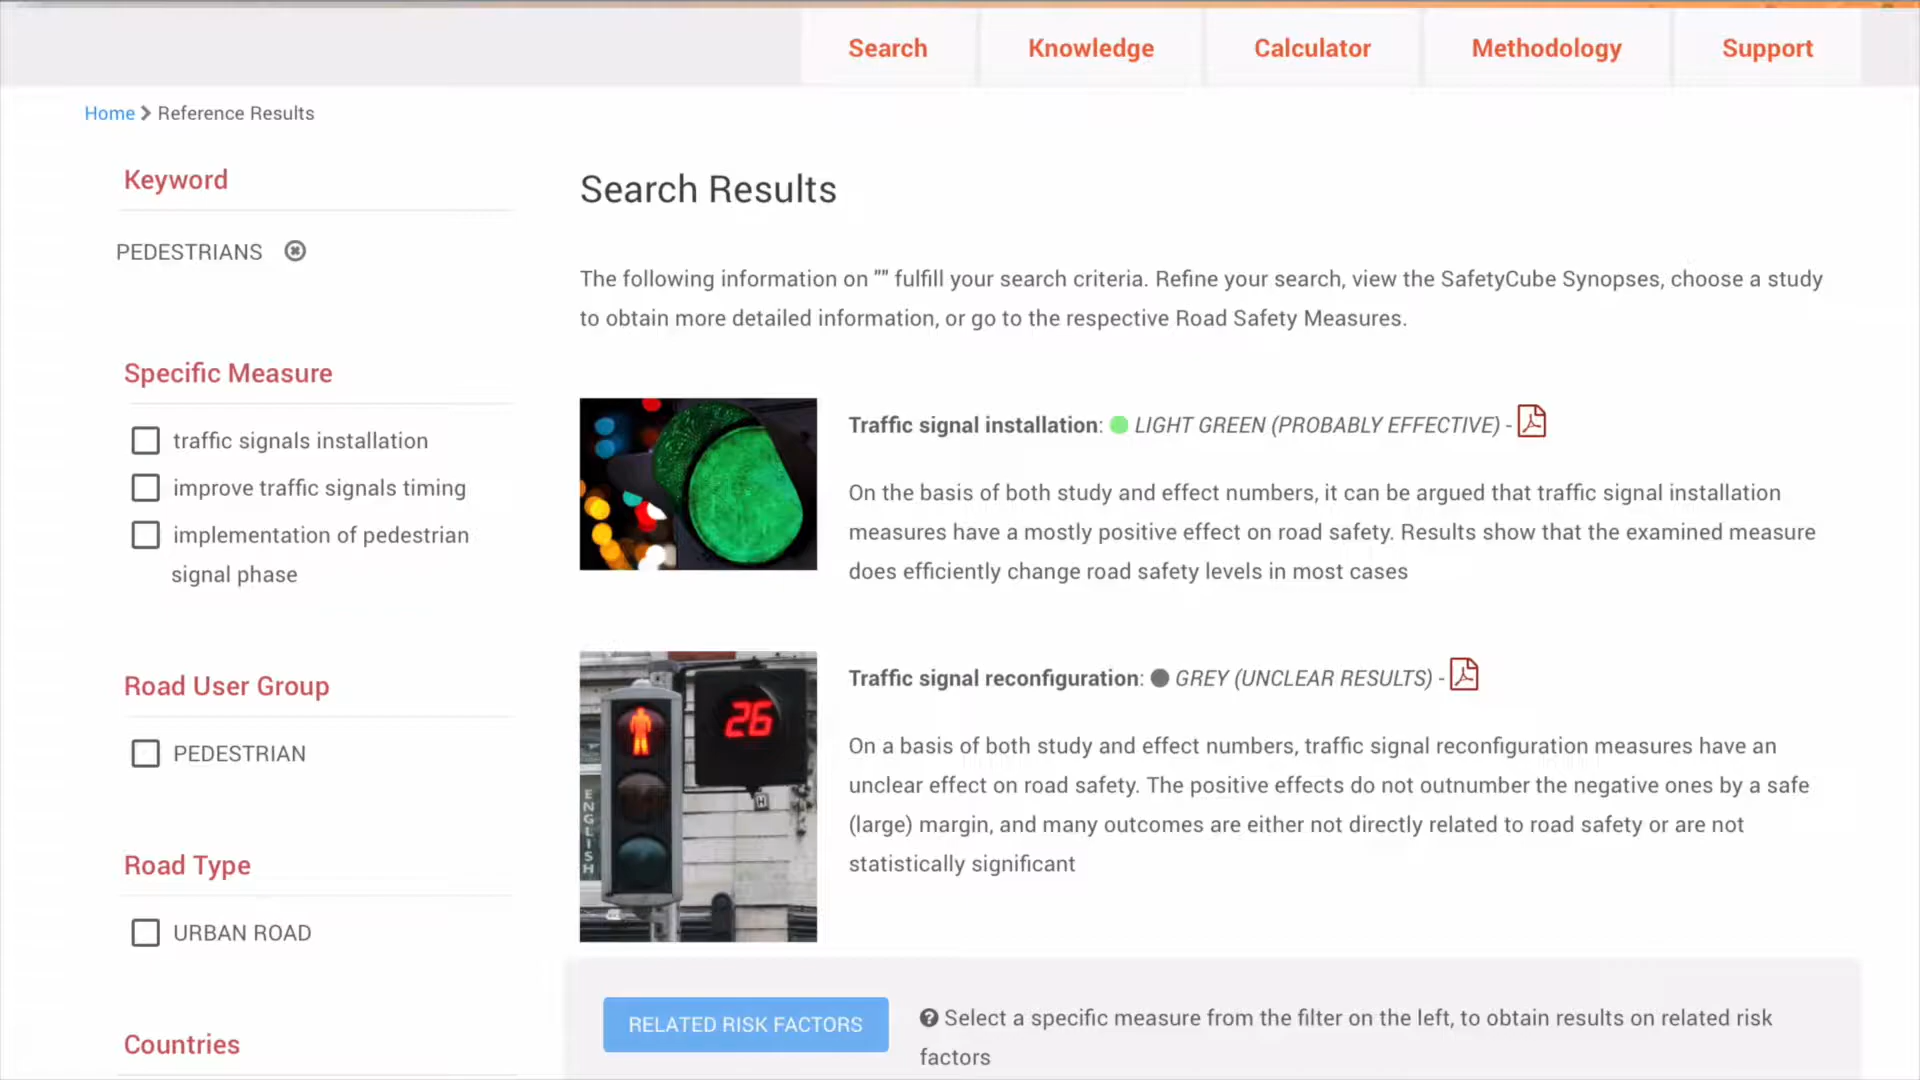 Search Knowledge Calculator Methodology Support
Home Reference Results
Keyword
PEDESTRIANS
Specific Measure
traffic signals installation
improve traffic signals timing
implementation of pedestrian
signal phase
Road User Group
PEDESTRIAN
Road Type
URBAN ROAD
Countries
Search Results
The following information on "" fulfill your search criteria. Refine your search, view the SafetyCube Synopses, choose a study
to obtain more detailed information, or go to the respective Road Safety Measures.
Traffic signal installation: LIGHT GREEN (PROBABLY EFFECTIVE) -
On the basis of both study and effect numbers, it can be argued that traffic signal installation
measures have a mostly positive effect on road safety. Results show that the examined measure
does efficiently change road safety levels in most cases
26
ENGLISH
H
Traffic signal reconfiguration: GREY (UNCLEAR RESULTS) -
On a basis of both study and effect numbers, traffic signal reconfiguration measures have an
unclear effect on road safety. The positive effects do not outnumber the negative ones by a safe
(large) margin, and many outcomes are either not directly related to road safety or are not
statistically significant
RELATED RISK FACTORS
Select a specific measure from the filter on the left, to obtain results on related risk
factors